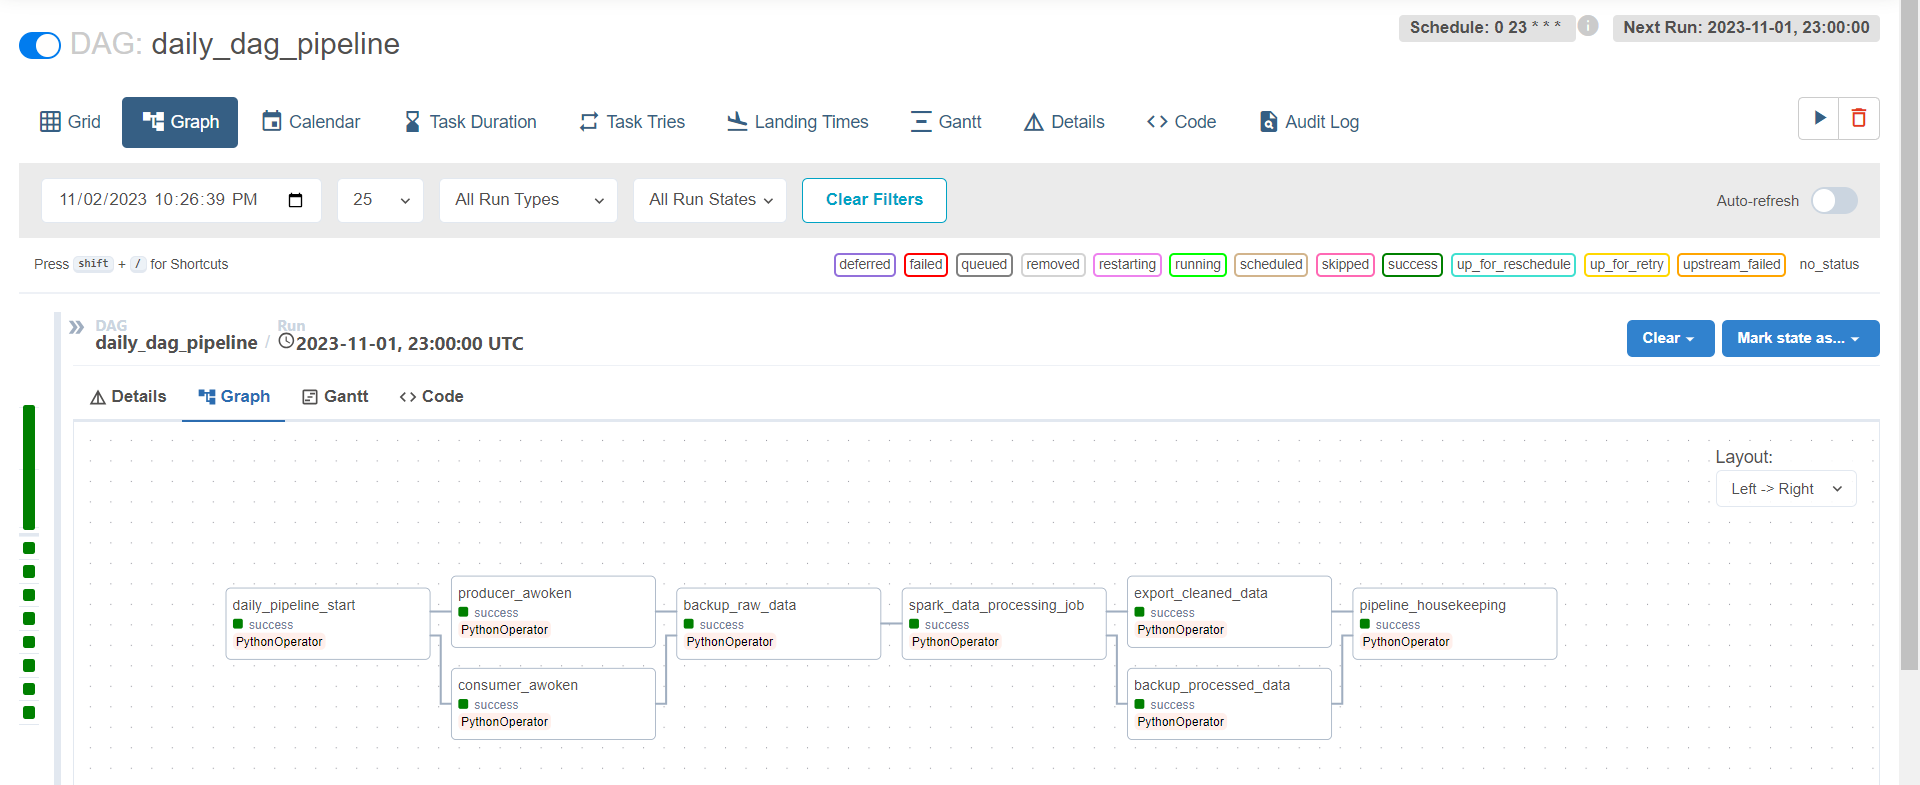 DAG: daily_dag_pipeline
Schedule: 0 23 * * *
Next Run: 2023-11-01, 23:00:00
Grid
Graph
Calendar
Task Duration
Task Tries
Landing Times
Gantt
Details
Code
Audit Log
11/02/2023 10:26:39 PM
25
All Run Types
All Run States
Clear Filters
Auto-refresh
Press shift + / for Shortcuts
deferred
failed
queued
removed
restarting
running
scheduled
skipped
success
up_for_reschedule
up_for_retry
upstream_failed
no_status
DAG
daily_dag_pipeline
/
Run
2023-11-01, 23:00:00 UTC
Clear
Mark state as...
Details
Graph
Gantt
Code
Layout:
Left -> Right
daily_pipeline_start
success
PythonOperator
producer_awoken
success
PythonOperator
consumer_awoken
success
PythonOperator
backup_raw_data
success
PythonOperator
spark_data_processing_job
success
PythonOperator
export_cleaned_data
success
PythonOperator
backup_processed_data
success
PythonOperator
pipeline_housekeeping
success
PythonOperator